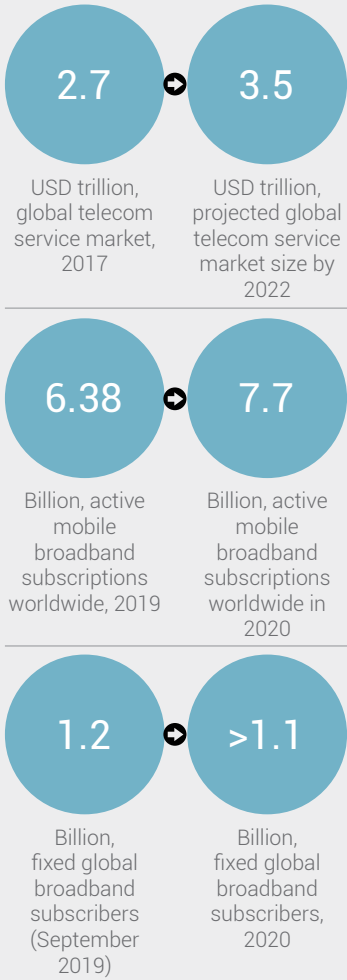 2.7
3.5
USD trillion,
global telecom
service market,
2017
USD trillion,
projected global
telecom service
market size by
2022
6.38
7.7
Billion, active
mobile
broadband
subscriptions
worldwide, 2019
Billion, active
mobile
broadband
subscriptions
worldwide in
2020
1.2
>1.1
Billion,
fixed global
broadband
subscribers
(September
2019)
Billion,
fixed global
broadband
subscribers,
2020